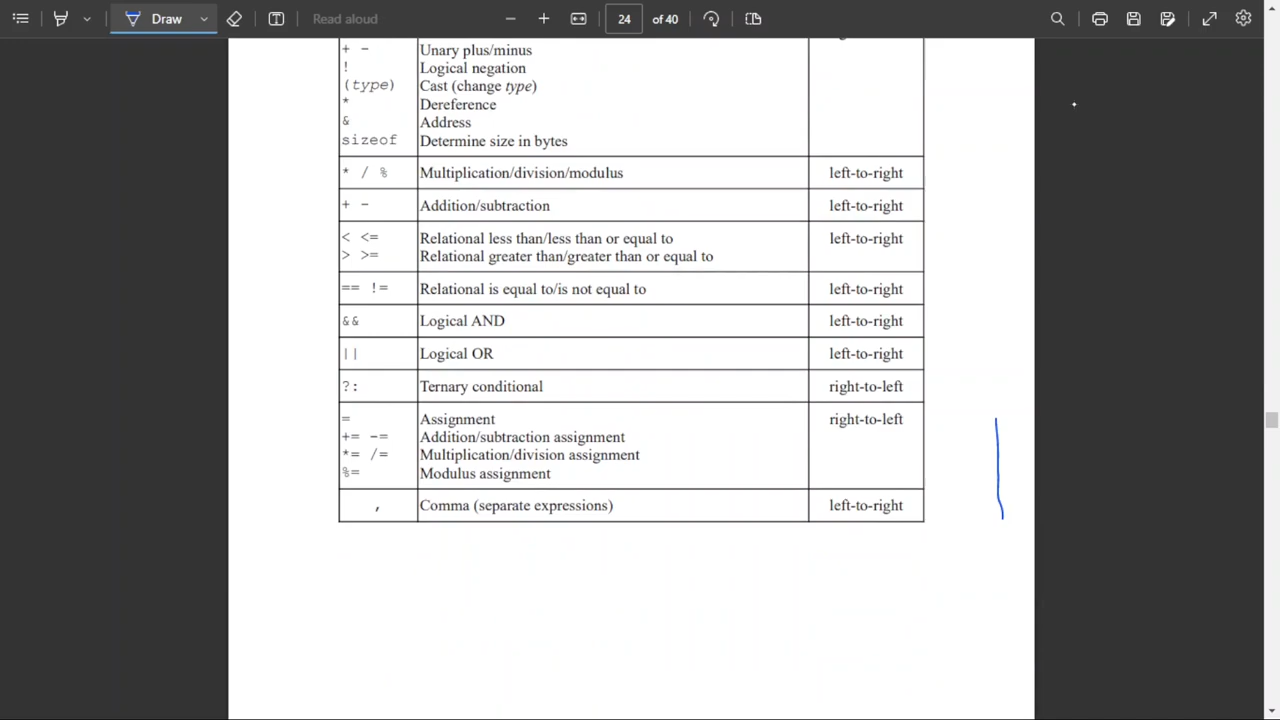 Draw
Read aloud
24 of 40
+ - Unary plus/minus
! Logical negation
(type) Cast (change type)
* Dereference
& Address
sizeof Determine size in bytes
* / % Multiplication/division/modulus left-to-right
+ - Addition/subtraction left-to-right
< <= Relational less than/less than or equal to left-to-right
> >= Relational greater than/greater than or equal to
== != Relational is equal to/is not equal to left-to-right
&& Logical AND left-to-right
|| Logical OR left-to-right
?: Ternary conditional right-to-left
= Assignment right-to-left
+= -= Addition/subtraction assignment
*= /= Multiplication/division assignment
%= Modulus assignment
, Comma (separate expressions) left-to-right